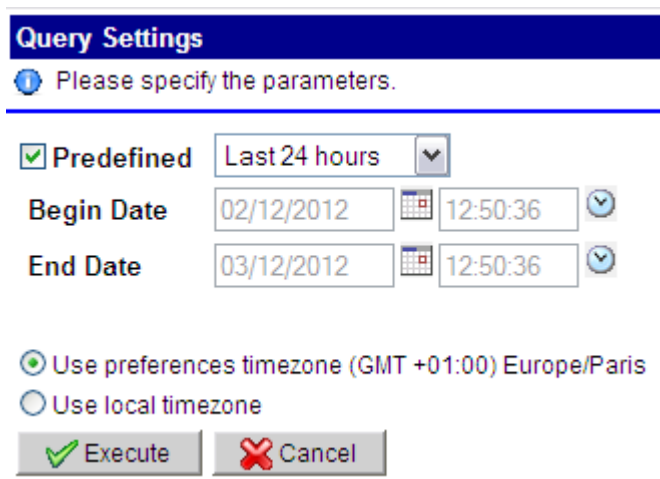 Query Settings
Please specify the parameters.
Predefined Last 24 hours
Begin Date 02/12/2012 12:50:36
End Date 03/12/2012 12:50:36
Use preferences timezone (GMT +01:00) Europe/Paris
Use local timezone
Execute Cancel